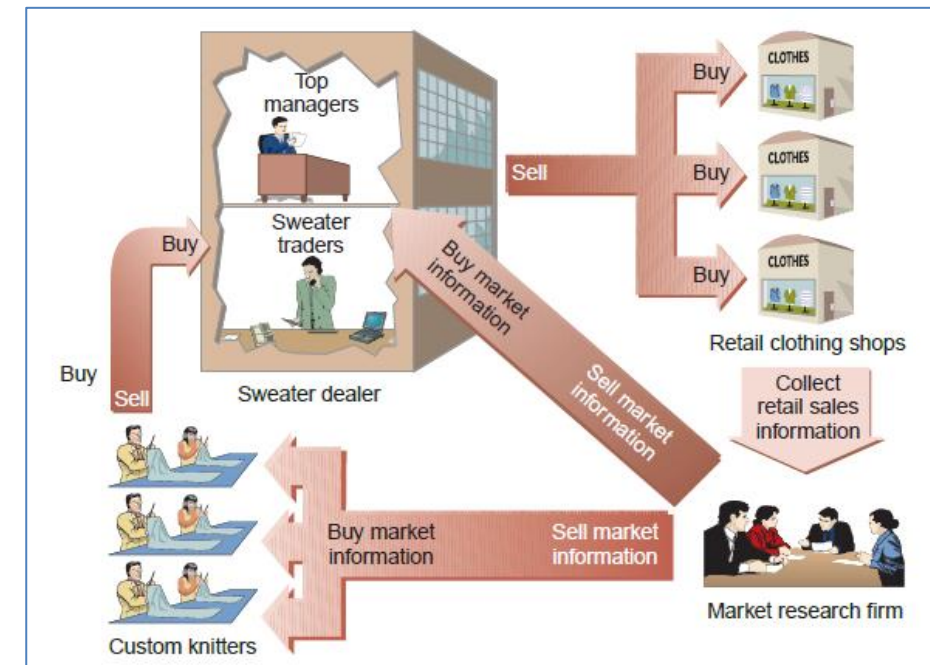 Top
managers
Sweater
traders
Sweater dealer
Buy
Sell
Buy
Sell
Buy
CLOTHES
Buy
CLOTHES
Buy
CLOTHES
Retail clothing shops
Buy market
information
Sell market
information
Collect
retail sales
information
Market research firm
Sell market
information
Buy market
information
Custom knitters